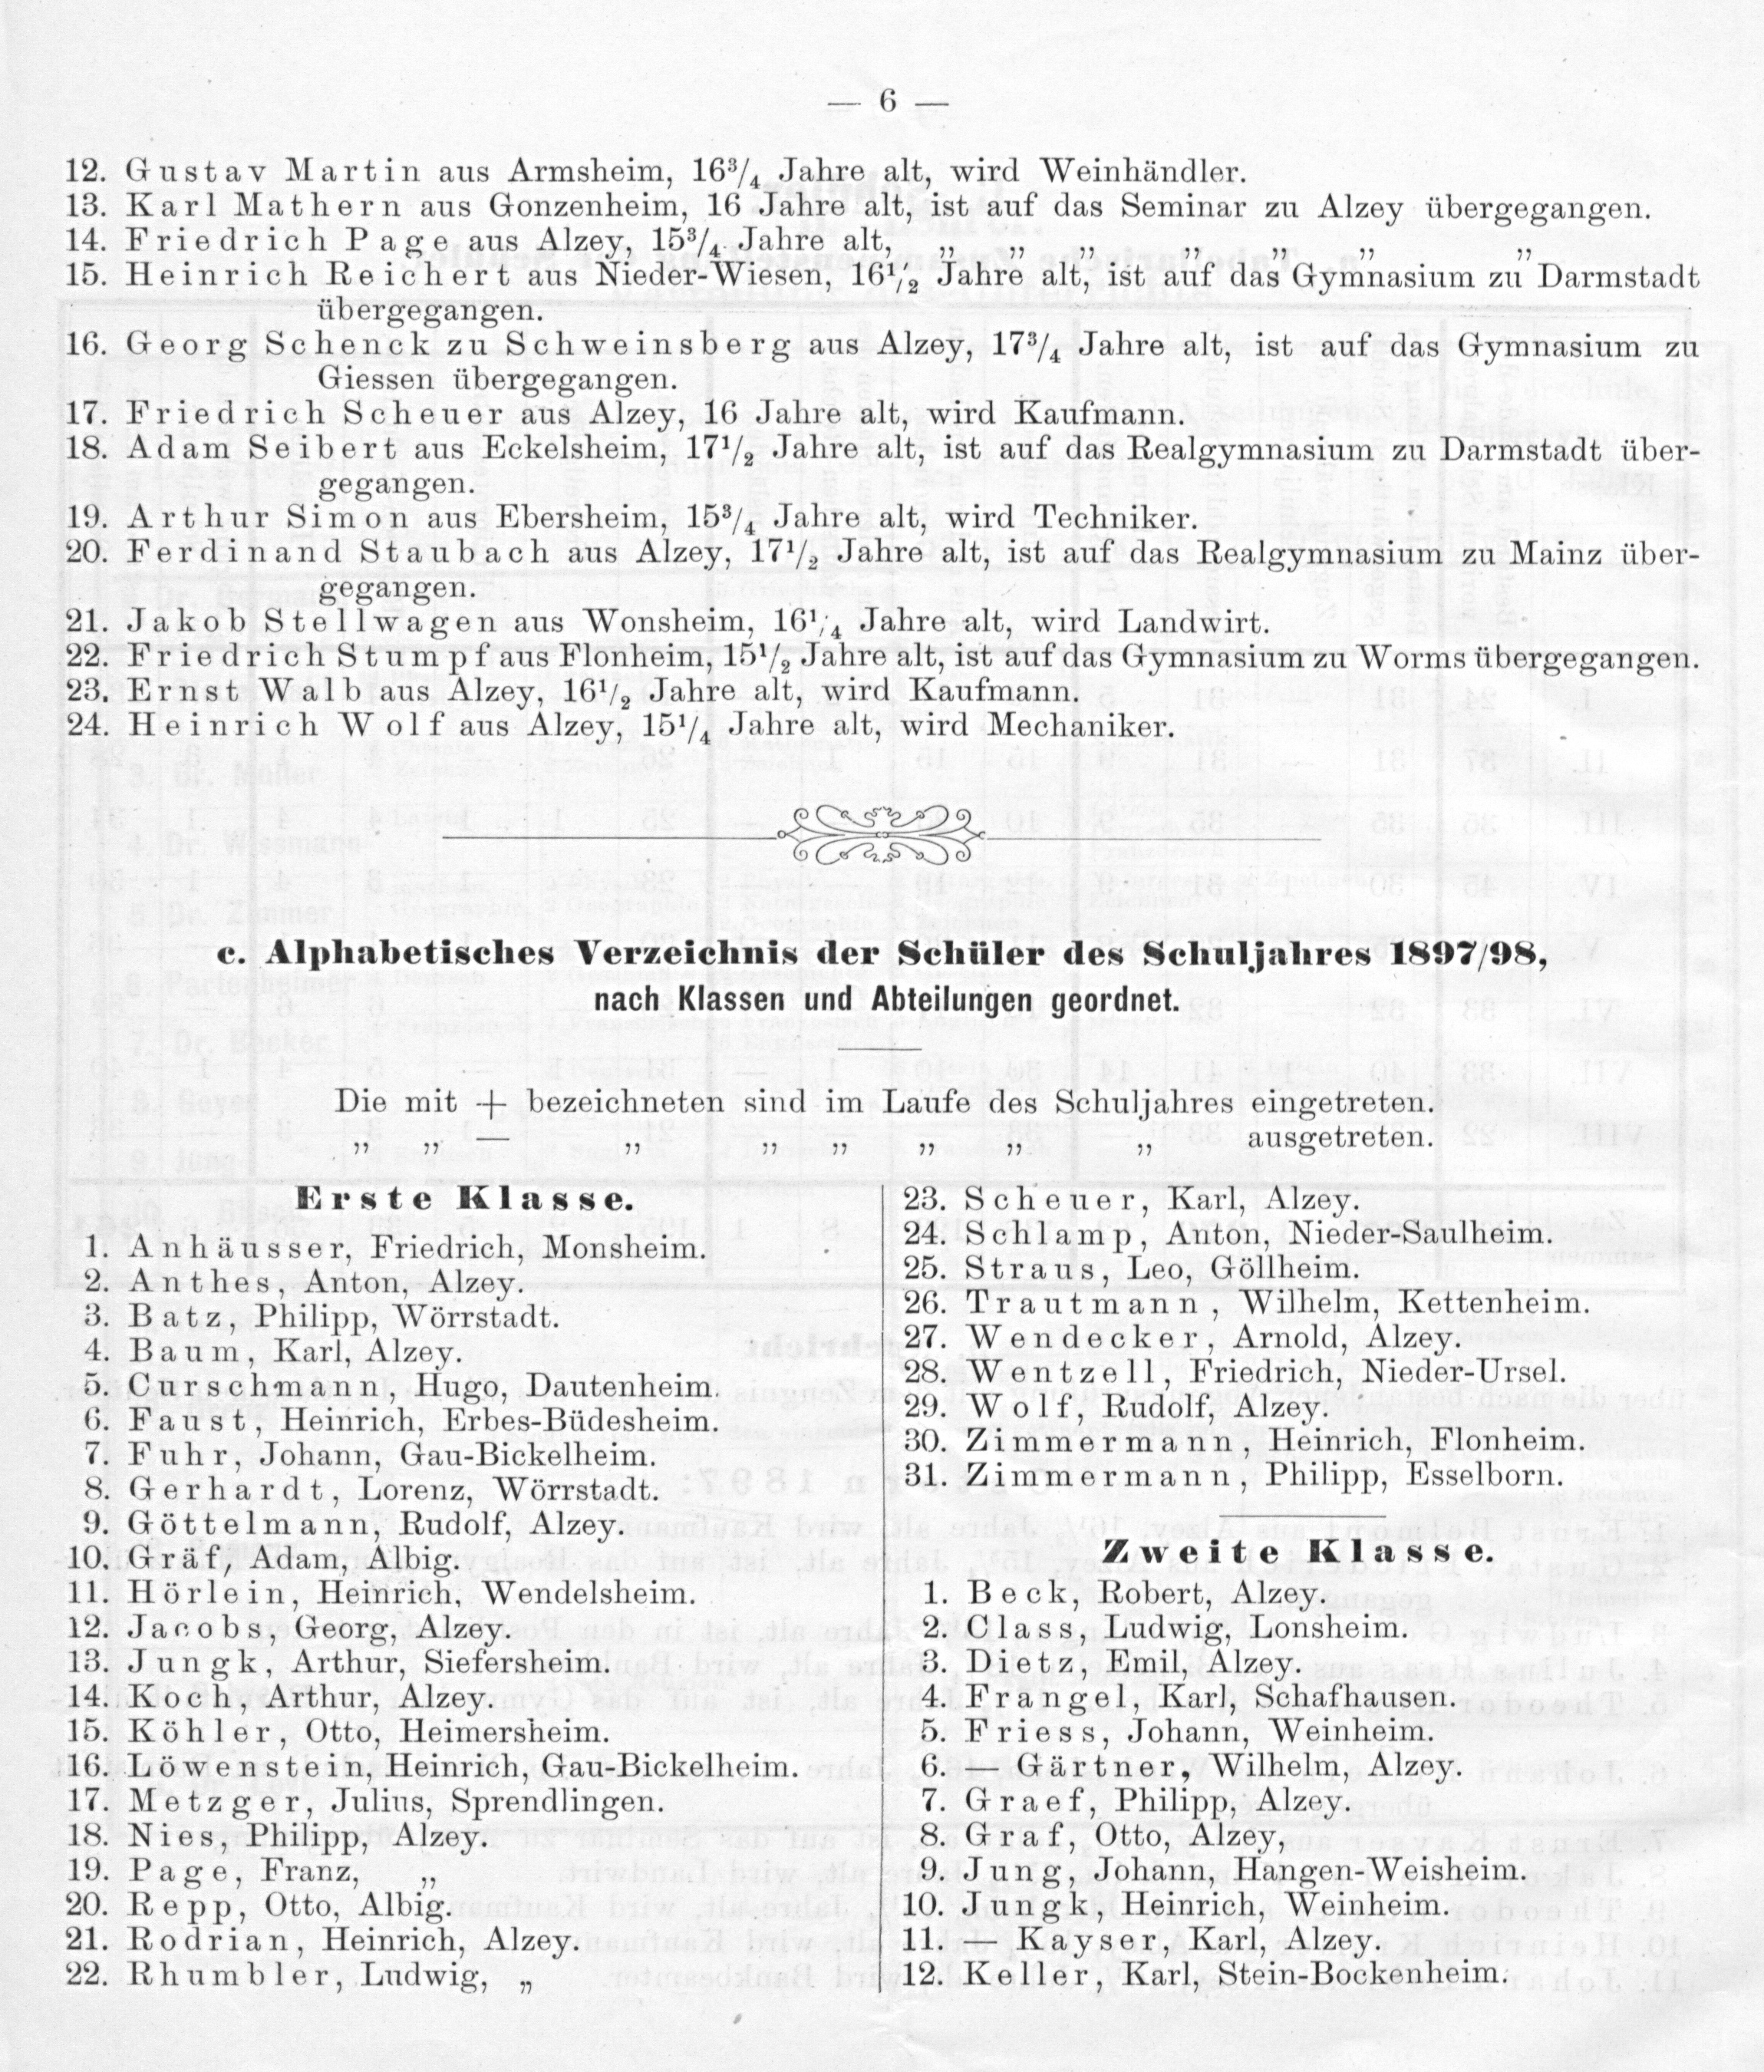 — 6 —
12. Gustav Martin aus Armsheim, 16³/₄ Jahre alt, wird Weinhändler.
13. Karl Mathern aus Gonzenheim, 16 Jahre alt, ist auf das Seminar zu Alzey übergegangen.
14. Friedrich Page aus Alzey, 15³/₄ Jahre alt, „ „ „ „ „ „ „
15. Heinrich Reichert aus Nieder-Wiesen, 16¹/₂ Jahre alt, ist auf das Gymnasium zu Darmstadt
übergegangen.
16. Georg Schenck zu Schweinsberg aus Alzey, 17³/₄ Jahre alt, ist auf das Gymnasium zu
Giessen übergegangen.
17. Friedrich Scheuer aus Alzey, 16 Jahre alt, wird Kaufmann.
18. Adam Seibert aus Eckelsheim, 17¹/₂ Jahre alt, ist auf das Realgymnasium zu Darmstadt über-
gegangen.
19. Arthur Simon aus Ebersheim, 15³/₄ Jahre alt, wird Techniker.
20. Ferdinand Staubach aus Alzey, 17¹/₂ Jahre alt, ist auf das Realgymnasium zu Mainz über-
gegangen.
21. Jakob Stellwagen aus Wonsheim, 16¹/₄ Jahre alt, wird Landwirt.
22. Friedrich Stumpf aus Flonheim, 15¹/₂ Jahre alt, ist auf das Gymnasium zu Worms übergegangen.
23. Ernst Walb aus Alzey, 16¹/₂ Jahre alt, wird Kaufmann.
24. Heinrich Wolf aus Alzey, 15¹/₄ Jahre alt, wird Mechaniker.
c. Alphabetisches Verzeichnis der Schüler des Schuljahres 1897/98,
nach Klassen und Abteilungen geordnet.
Die mit + bezeichneten sind im Laufe des Schuljahres eingetreten.
„ „ — „ „ „ „ „ „ ausgetreten.
Erste Klasse.
1. Anhäusser, Friedrich, Monsheim.
2. Anthes, Anton, Alzey.
3. Batz, Philipp, Wörrstadt.
4. Baum, Karl, Alzey.
5. Curschmann, Hugo, Dautenheim.
6. Faust, Heinrich, Erbes-Büdesheim.
7. Fuhr, Johann, Gau-Bickelheim.
8. Gerhardt, Lorenz, Wörrstadt.
9. Göttelmann, Rudolf, Alzey.
10. Gräf, Adam, Albig.
11. Hörlein, Heinrich, Wendelsheim.
12. Jacobs, Georg, Alzey.
13. Jungk, Arthur, Siefersheim.
14. Koch, Arthur, Alzey.
15. Köhler, Otto, Heimersheim.
16. Löwenstein, Heinrich, Gau-Bickelheim.
17. Metzger, Julius, Sprendlingen.
18. Nies, Philipp, Alzey.
19. Page, Franz, „
20. Repp, Otto, Albig.
21. Rodrian, Heinrich, Alzey.
22. Rhumbler, Ludwig, „
23. Scheuer, Karl, Alzey.
24. Schlamp, Anton, Nieder-Saulheim.
25. Straus, Leo, Göllheim.
26. Trautmann, Wilhelm, Kettenheim.
27. Wendecker, Arnold, Alzey.
28. Wentzell, Friedrich, Nieder-Ursel.
29. Wolf, Rudolf, Alzey.
30. Zimmermann, Heinrich, Flonheim.
31. Zimmermann, Philipp, Esselborn.
Zweite Klasse.
1. Beck, Robert, Alzey.
2. Class, Ludwig, Lonsheim.
3. Dietz, Emil, Alzey.
4. Frangel, Karl, Schafhausen.
5. Friess, Johann, Weinheim.
6. — Gärtner, Wilhelm, Alzey.
7. Graef, Philipp, Alzey.
8. Graf, Otto, Alzey,
9. Jung, Johann, Hangen-Weisheim.
10. Jungk, Heinrich, Weinheim.
11. — Kayser, Karl, Alzey.
12. Keller, Karl, Stein-Bockenheim.